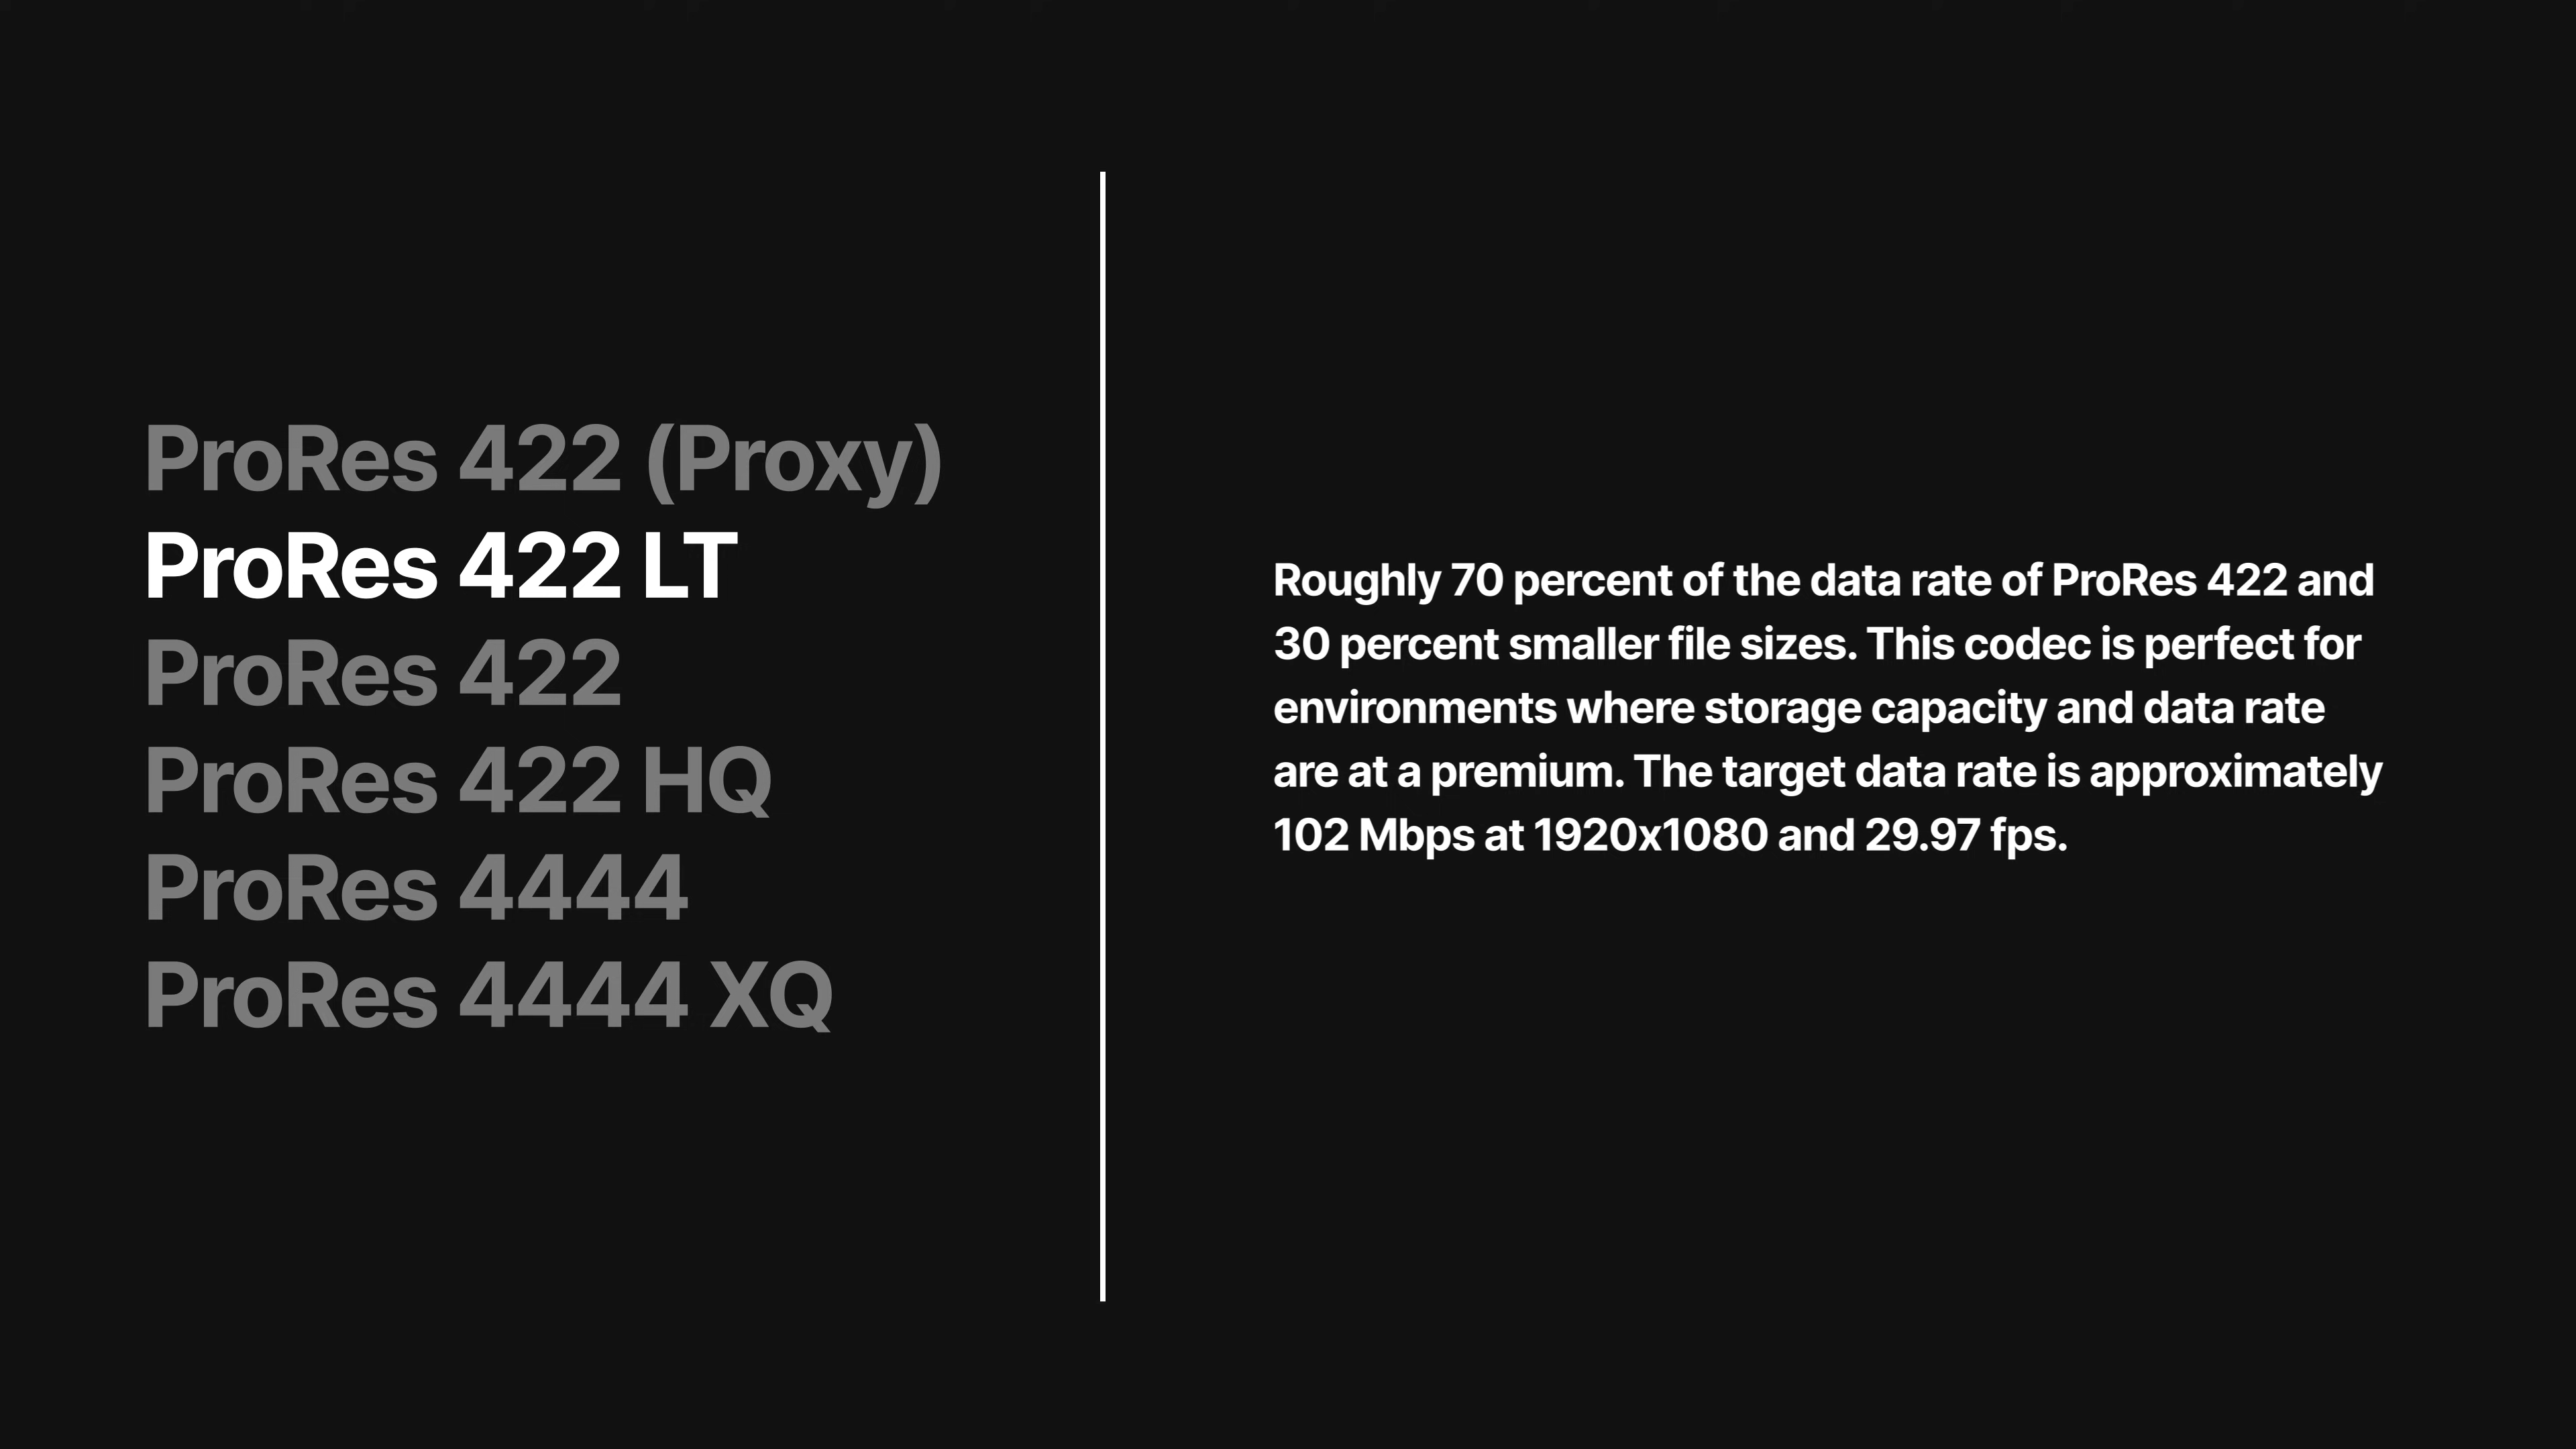 ProRes 422 (Proxy)
ProRes 422 LT
ProRes 422
ProRes 422 HQ
ProRes 4444
ProRes 4444 XQ
Roughly 70 percent of the data rate of ProRes 422 and
30 percent smaller file sizes. This codec is perfect for
environments where storage capacity and data rate
are at a premium. The target data rate is approximately
102 Mbps at 1920x1080 and 29.97 fps.